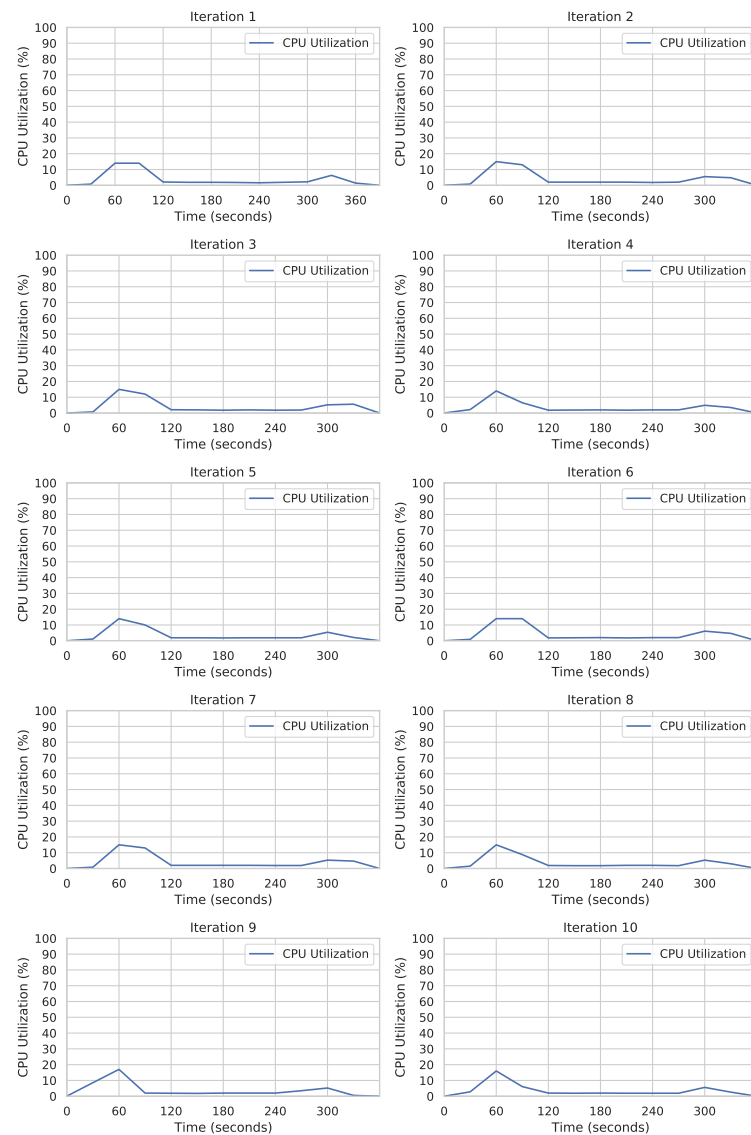 Iteration 1
100
90
80
70
60
50
40
30
20
10
0
CPU Utilization (%)
CPU Utilization
0 60 120 180 240 300 360
Time (seconds)
Iteration 2
100
90
80
70
60
50
40
30
20
10
0
CPU Utilization (%)
CPU Utilization
0 60 120 180 240 300
Time (seconds)
Iteration 3
100
90
80
70
60
50
40
30
20
10
0
CPU Utilization (%)
CPU Utilization
0 60 120 180 240 300
Time (seconds)
Iteration 4
100
90
80
70
60
50
40
30
20
10
0
CPU Utilization (%)
CPU Utilization
0 60 120 180 240 300
Time (seconds)
Iteration 5
100
90
80
70
60
50
40
30
20
10
0
CPU Utilization (%)
CPU Utilization
0 60 120 180 240 300
Time (seconds)
Iteration 6
100
90
80
70
60
50
40
30
20
10
0
CPU Utilization (%)
CPU Utilization
0 60 120 180 240 300
Time (seconds)
Iteration 7
100
90
80
70
60
50
40
30
20
10
0
CPU Utilization (%)
CPU Utilization
0 60 120 180 240 300
Time (seconds)
Iteration 8
100
90
80
70
60
50
40
30
20
10
0
CPU Utilization (%)
CPU Utilization
0 60 120 180 240 300
Time (seconds)
Iteration 9
100
90
80
70
60
50
40
30
20
10
0
CPU Utilization (%)
CPU Utilization
0 60 120 180 240 300
Time (seconds)
Iteration 10
100
90
80
70
60
50
40
30
20
10
0
CPU Utilization (%)
CPU Utilization
0 60 120 180 240 300
Time (seconds)